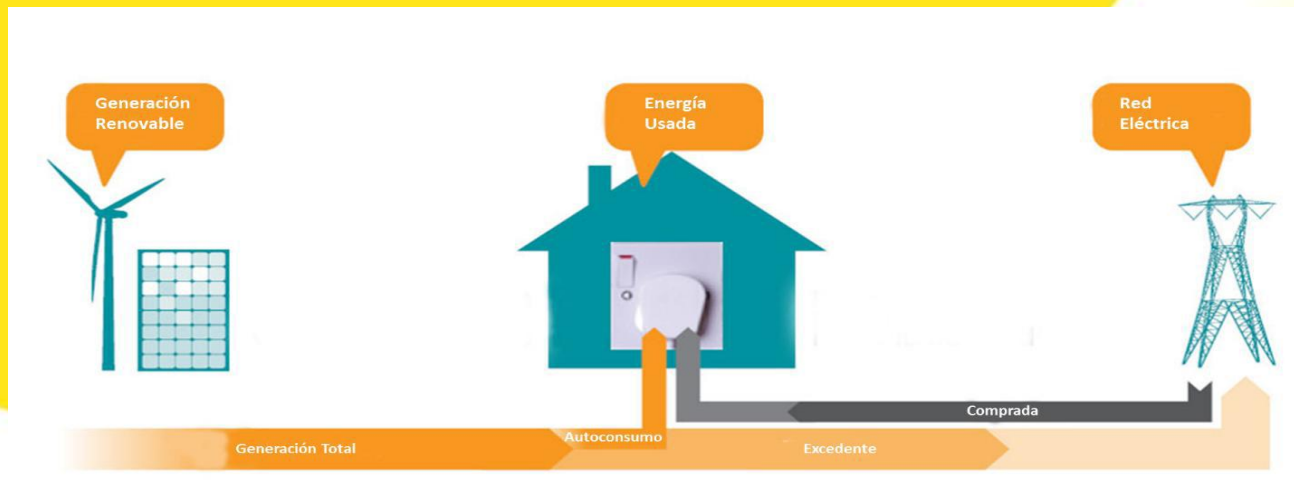 Generación
Renovable
Energía
Usada
Red
Eléctrica
Comprada
Autoconsumo
Generación Total
Excedente